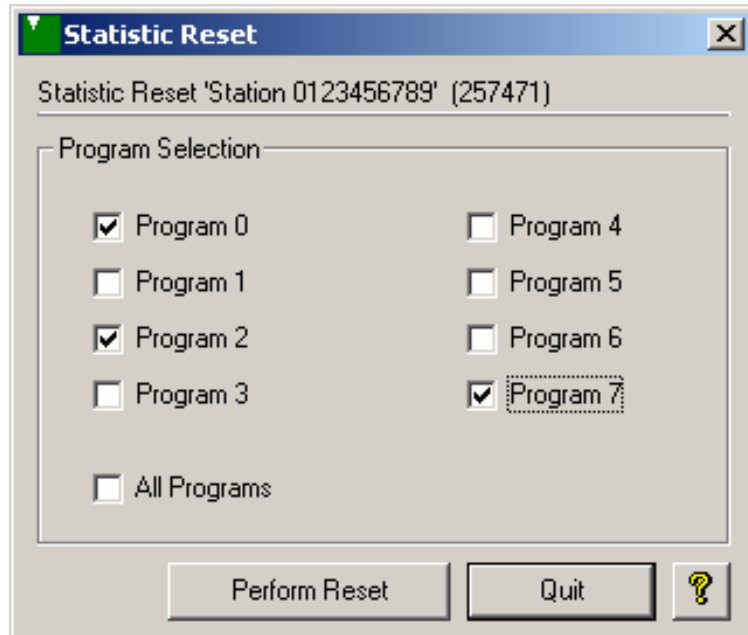 Statistic Reset
Statistic Reset 'Station 0123456789' (257471)
Program Selection
Program 0
Program 4
Program 1
Program 5
Program 2
Program 6
Program 3
Program 7
All Programs
Perform Reset
Quit
?